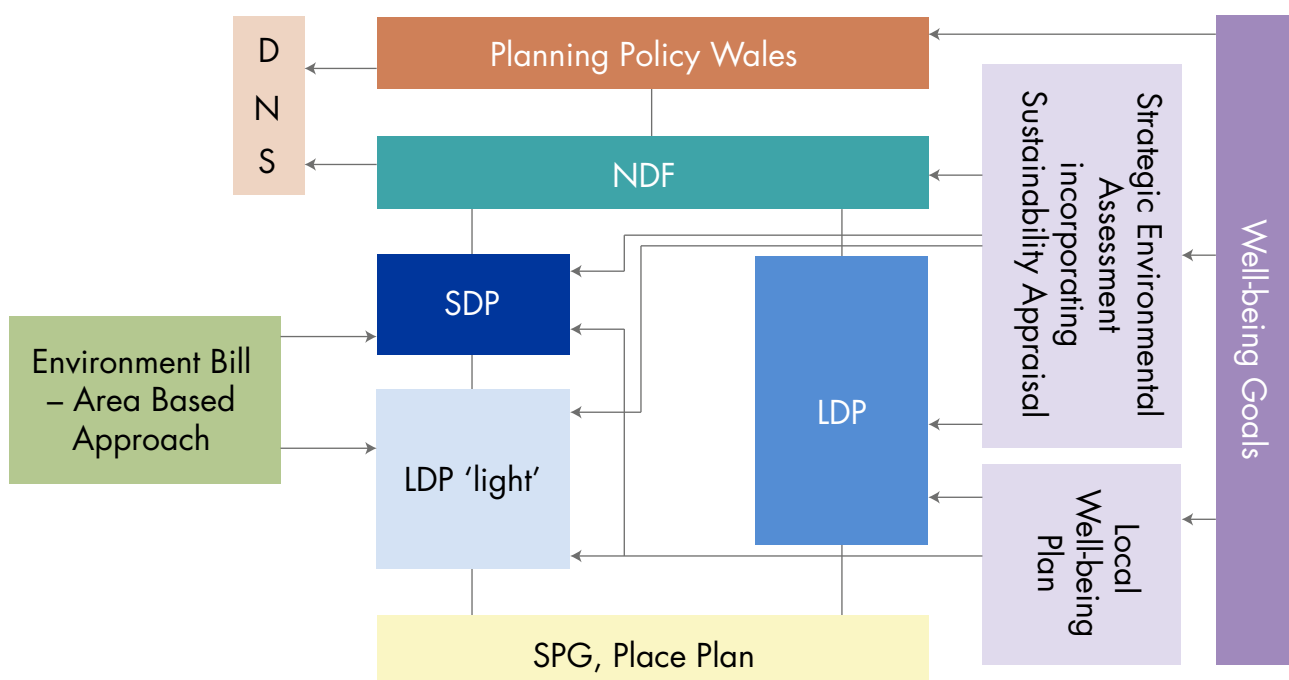 D
N
S
Planning Policy Wales
NDF
SDP
Environment Bill
– Area Based
Approach
LDP ‘light’
LDP
SPG, Place Plan
Strategic Environmental
Assessment
incorporating
Sustainability Appraisal
Local
Well-being
Plan
Well-being Goals